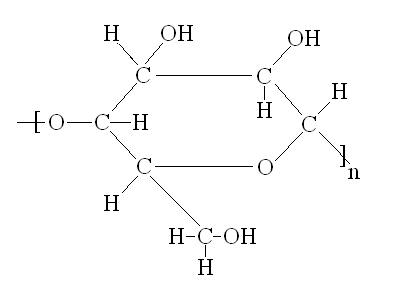 H OH OH
C C
H H
[ O C H C ]n
C O
H
H C OH
H